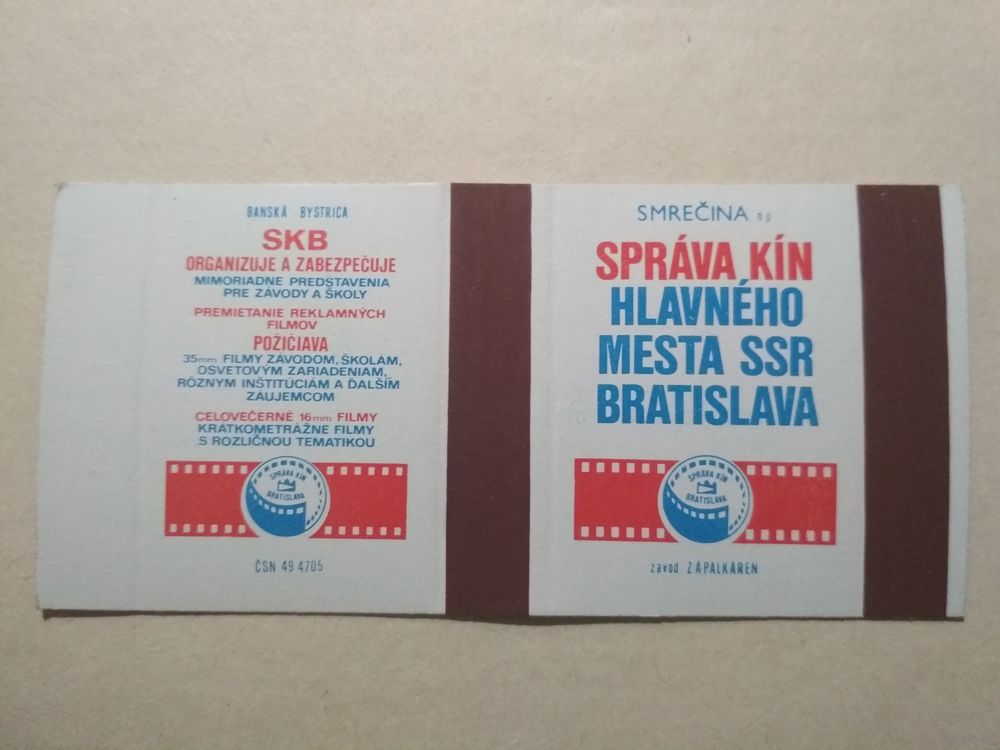 BANSKÁ BYSTRICA
SKB
ORGANIZUJE A ZABEZPEČUJE
MIMORIADNE PREDSTAVENIA
PRE ZÁVODY A ŠKOLY
PREMIETANIE REKLAMNÝCH
FILMOV
POŽIČIAVA
35mm FILMY ZÁVODOM, ŠKOLÁM,
OSVETOVÝM ZARIADENIAM,
RÔZNYM INŠTITÚCIÁM A ĎALŠÍM
ZÁUJEMCOM
CELOVEČERNÉ 16mm FILMY
KRÁTKOMETRÁŽNE FILMY
S ROZLIČNOU TEMATIKOU
SPRÁVA KÍN
BRATISLAVA
ČSN 49 4705
SMREČINA n p
SPRÁVA KÍN
HLAVNÉHO
MESTA SSR
BRATISLAVA
SPRÁVA KÍN
BRATISLAVA
závod ZÁPALKÁREŇ